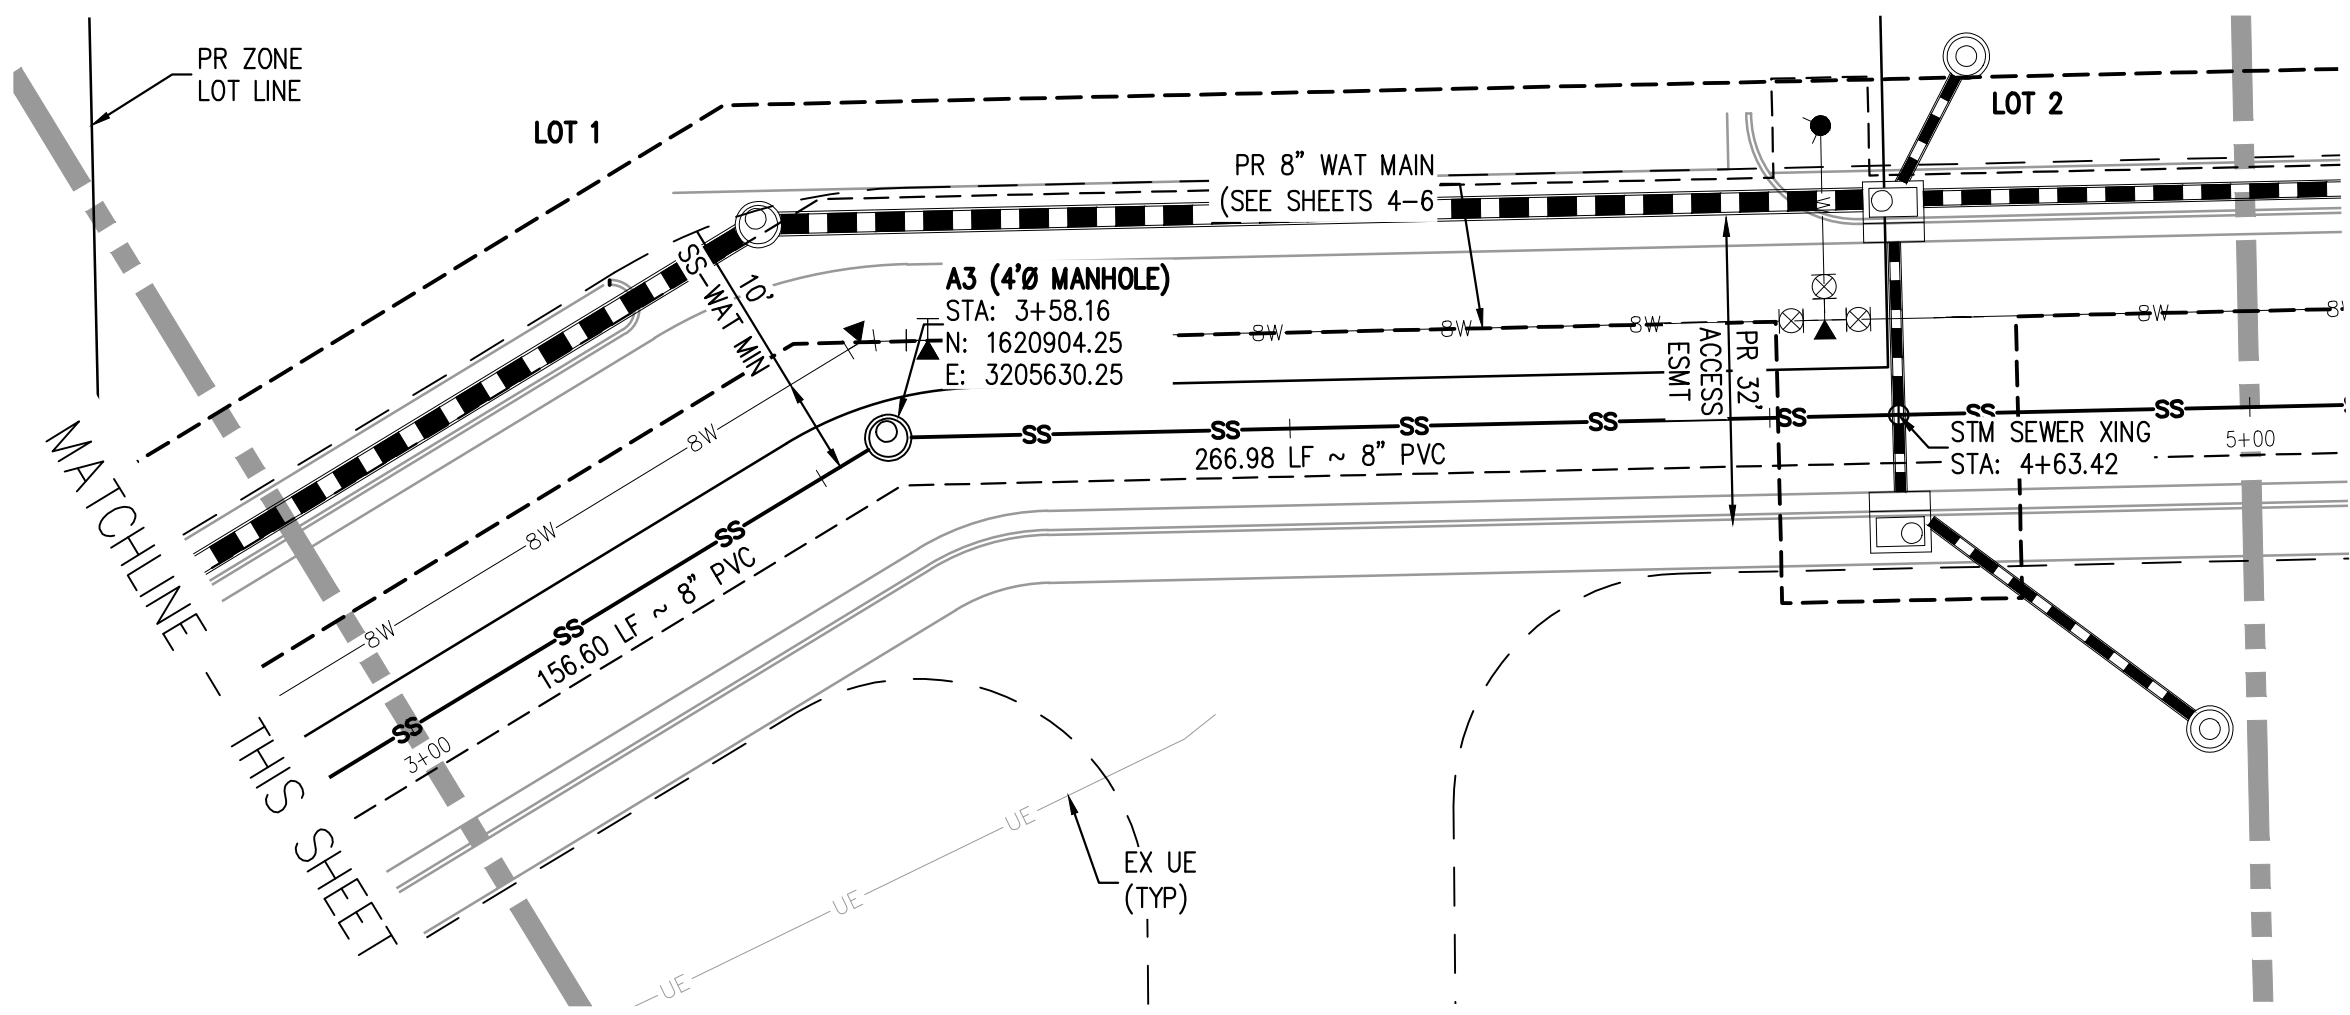 PR ZONE
LOT LINE
LOT 1
LOT 2
PR 8" WAT MAIN
(SEE SHEETS 4-6
10'
SS-WAT MIN
A3 (4'Ø MANHOLE)
STA: 3+58.16
N: 1620904.25
E: 3205630.25
8W
8W
8W
8W
8W
8W
8W
8
W
PR 32'
ACCESS
ESMT
SS
SS
SS
SS
SS
SS
SS
266.98 LF ~ 8" PVC
STM SEWER XING
STA: 4+63.42
5+00
SS
SS
SS
156.60 LF ~ 8" PVC
3+00
MATCHLINE - THIS SHEET
UE
UE
UE
EX UE
(TYP)